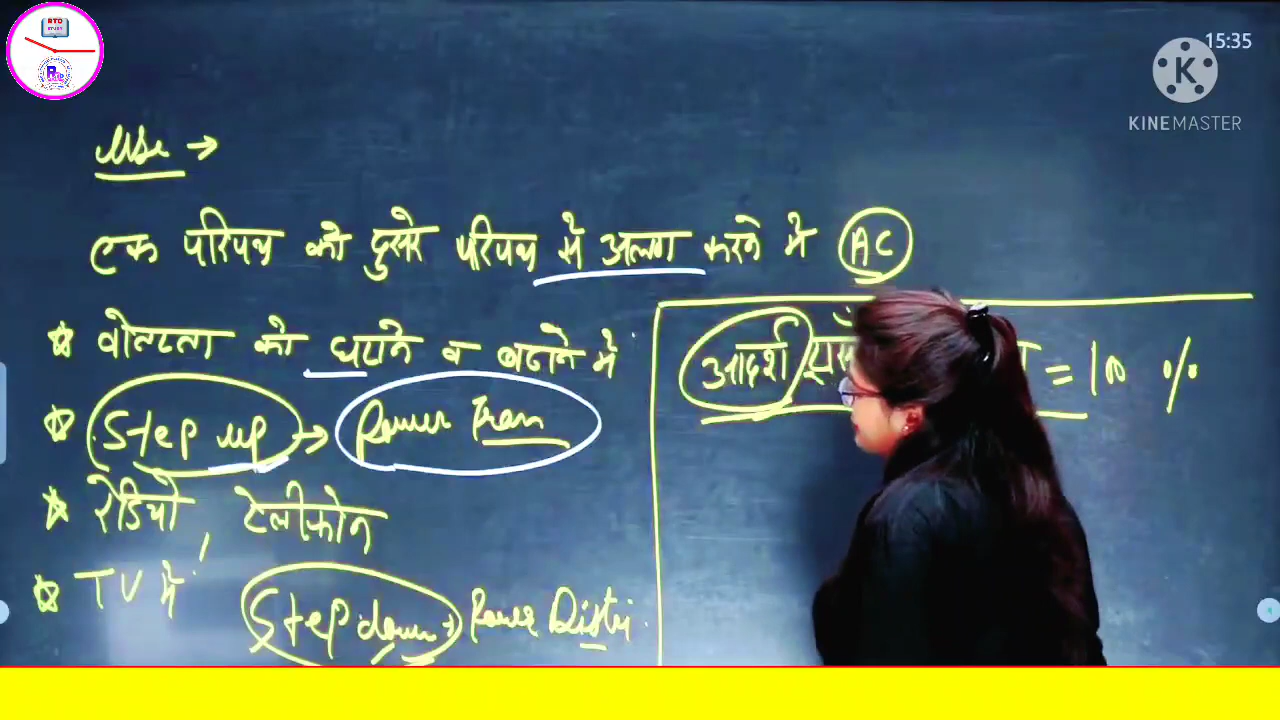 15:35
KINEMASTER
Use →
एक परिपथ को दुसरे परिपथ में अलग करने में AC
वोल्टता को घटाने व बढाने में
Step up → Power Tran
रेडियो, टेलीफोन
TV में
Step down → Power Distri.
आदर्श = 100 %